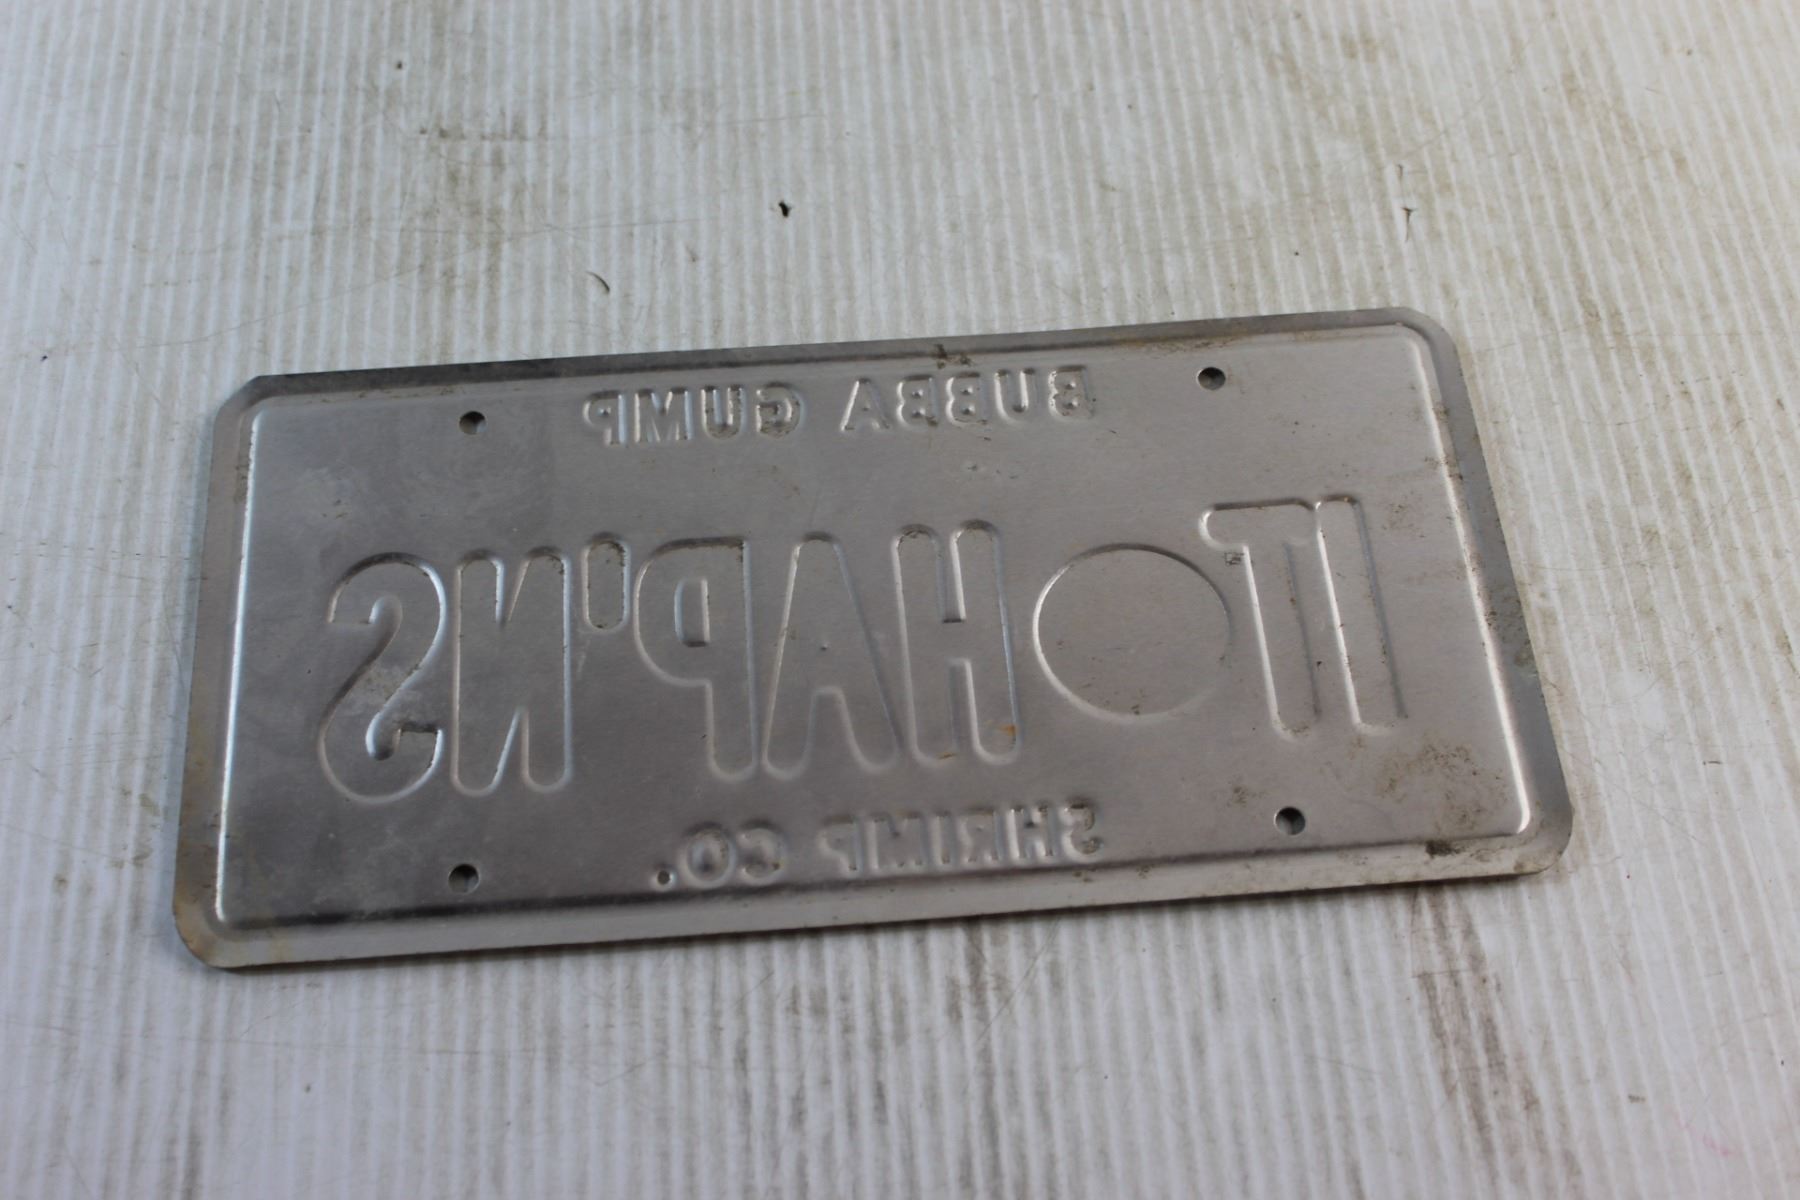 BUBBA GUMP
IT HAP'NS
SHRIMP CO.